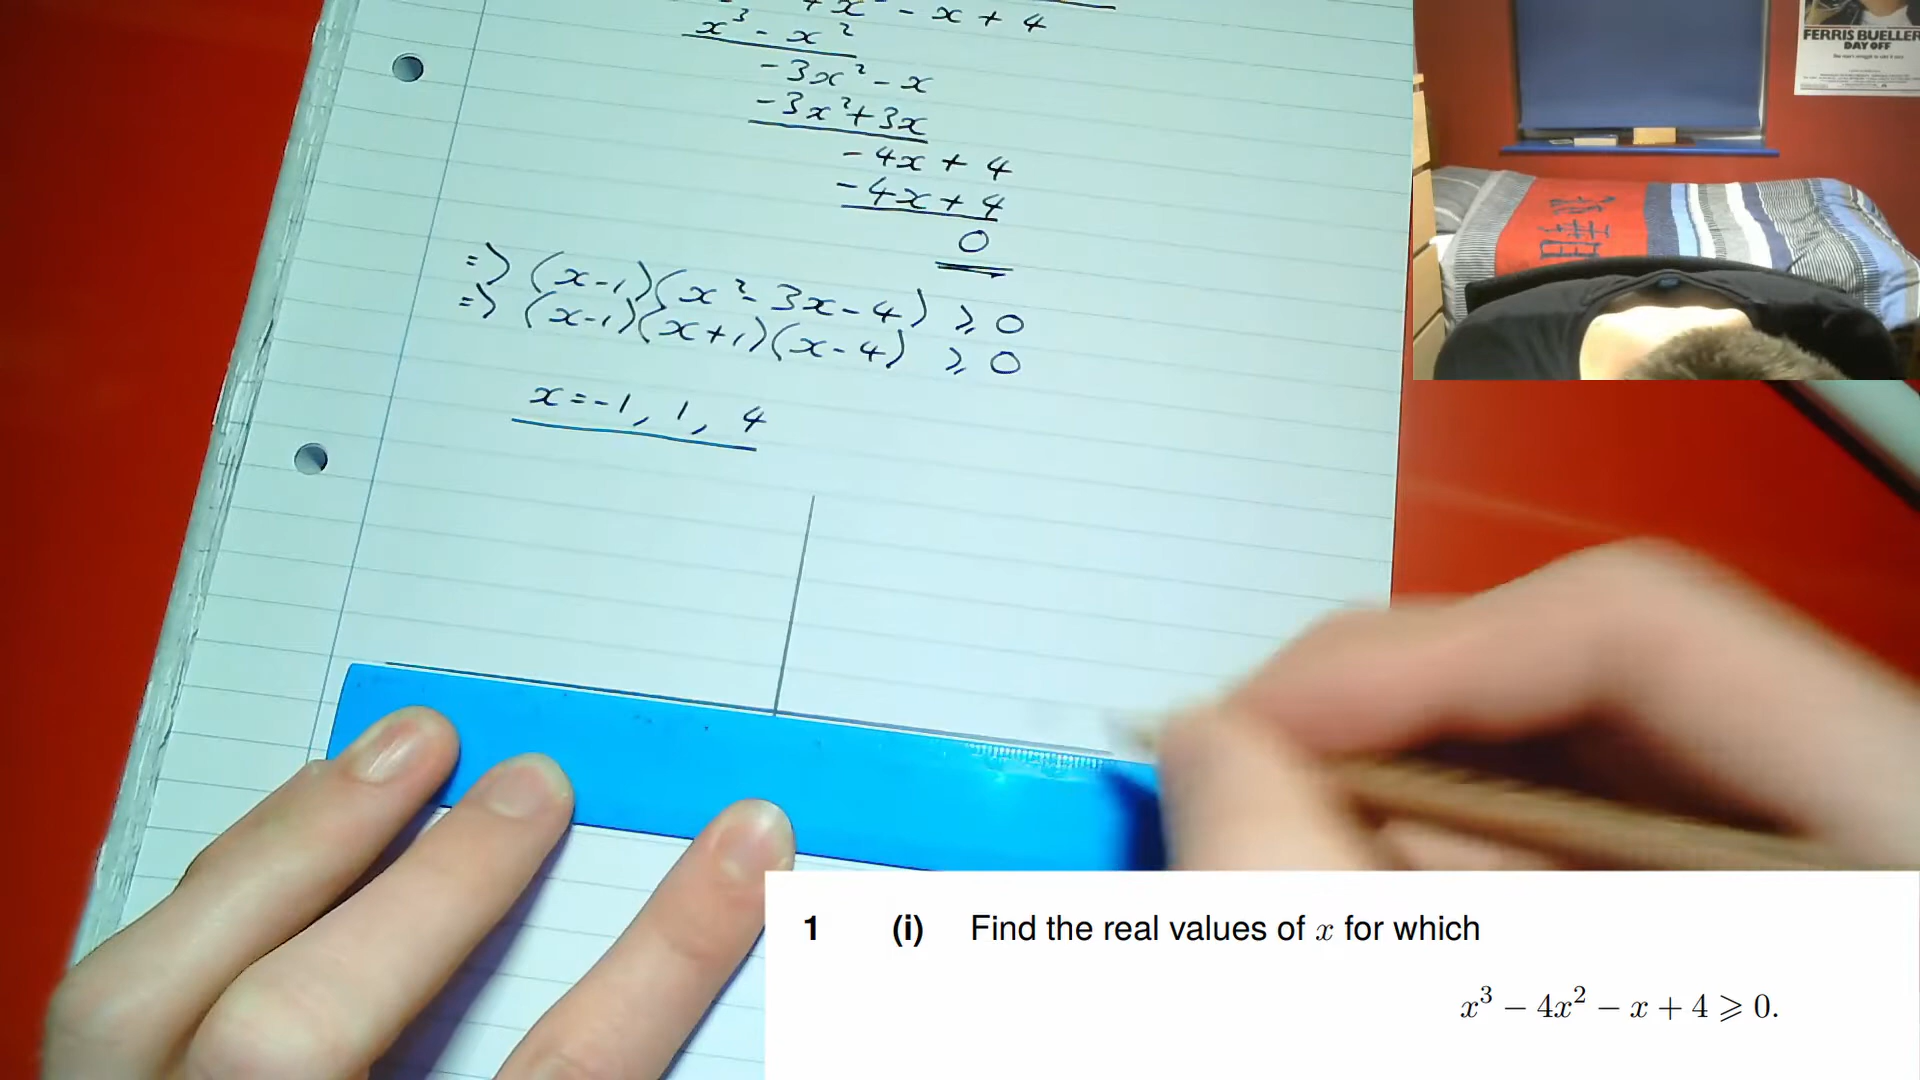 +x² - x + 4
x³ - x²
-3x² - x
-3x² + 3x
-4x + 4
-4x + 4
0
=> (x-1)(x² - 3x - 4) ⩾ 0
=> (x-1)(x+1)(x-4) ⩾ 0
x = -1, 1, 4
FERRIS BUELLER
DAY OFF
1 (i) Find the real values of x for which
x³ − 4x² − x + 4 ⩾ 0.